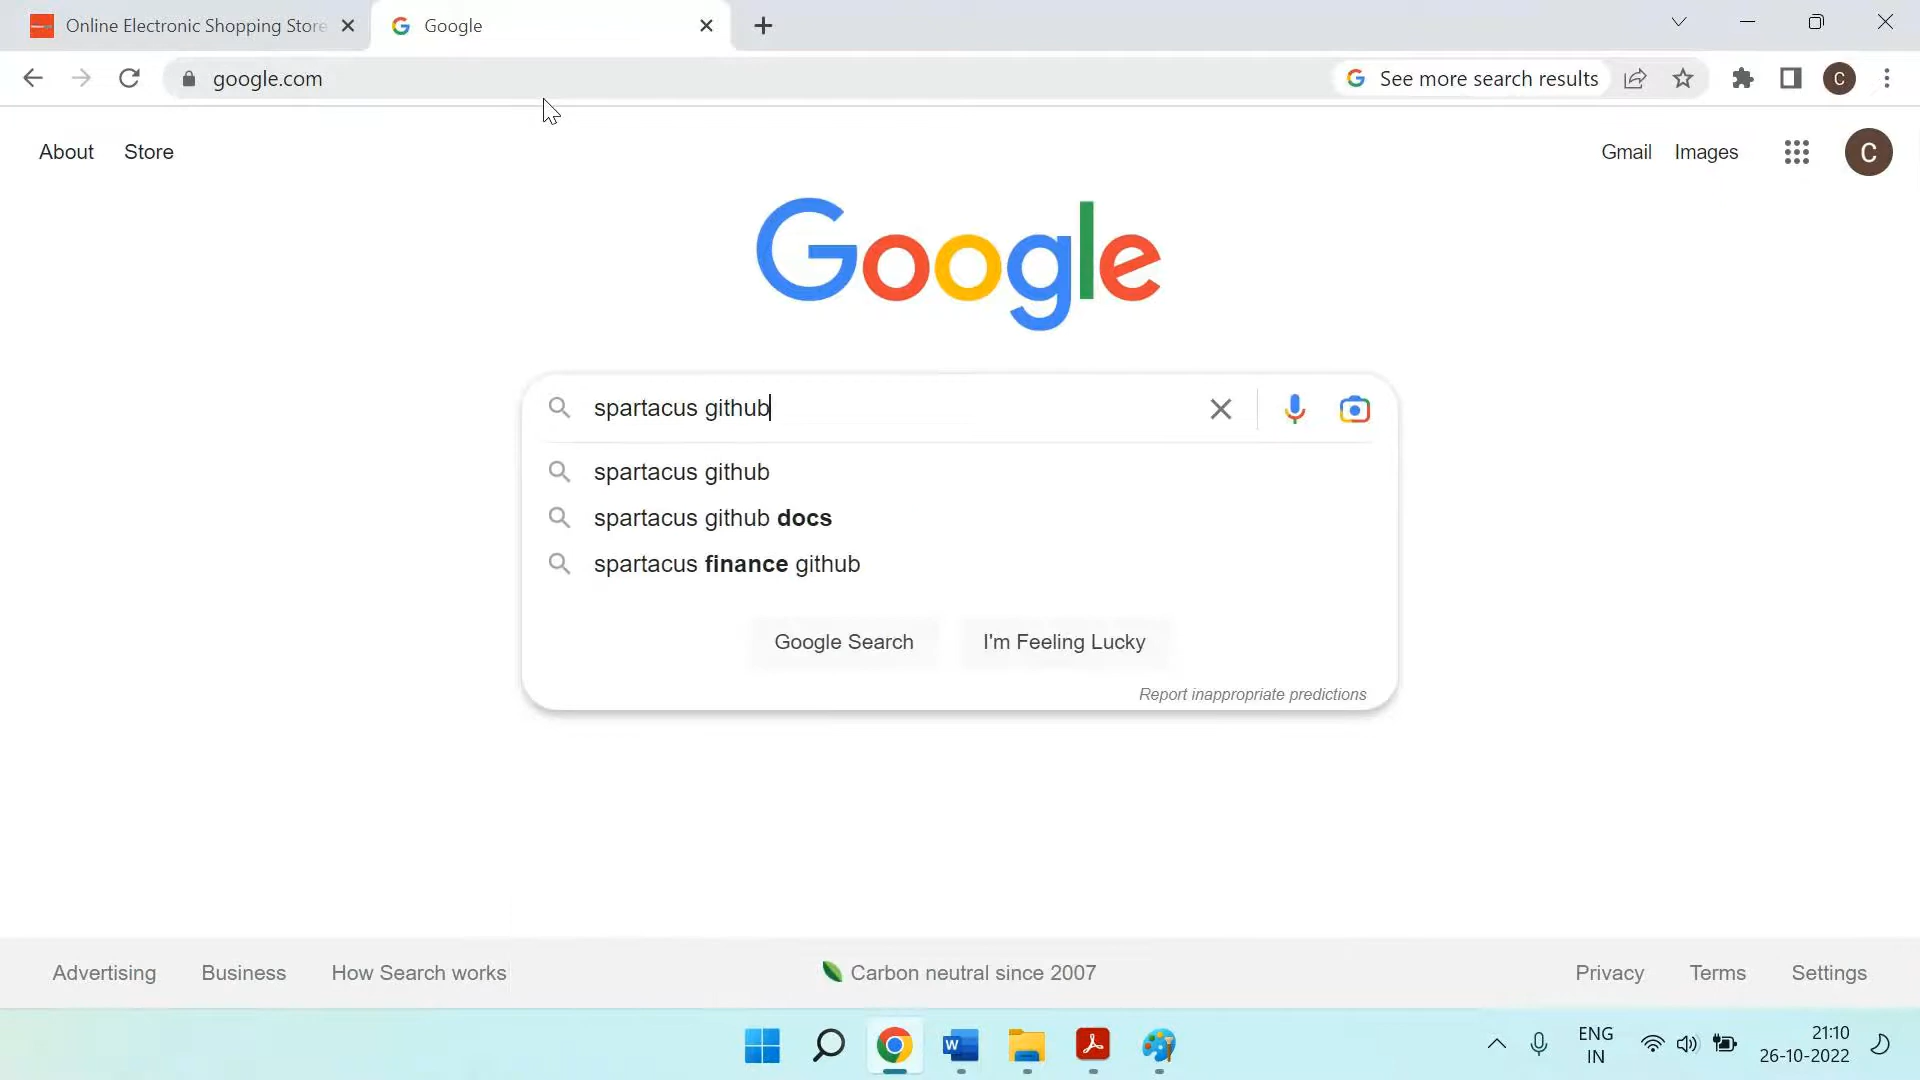 Online Electronic Shopping Store
Google
google.com
See more search results
C
About
Store
Gmail
Images
C
Google
spartacus github
spartacus github
spartacus github docs
spartacus finance github
Google Search
I'm Feeling Lucky
Report inappropriate predictions
Advertising
Business
How Search works
Carbon neutral since 2007
Privacy
Terms
Settings
W
ENG
IN
21:10
26-10-2022